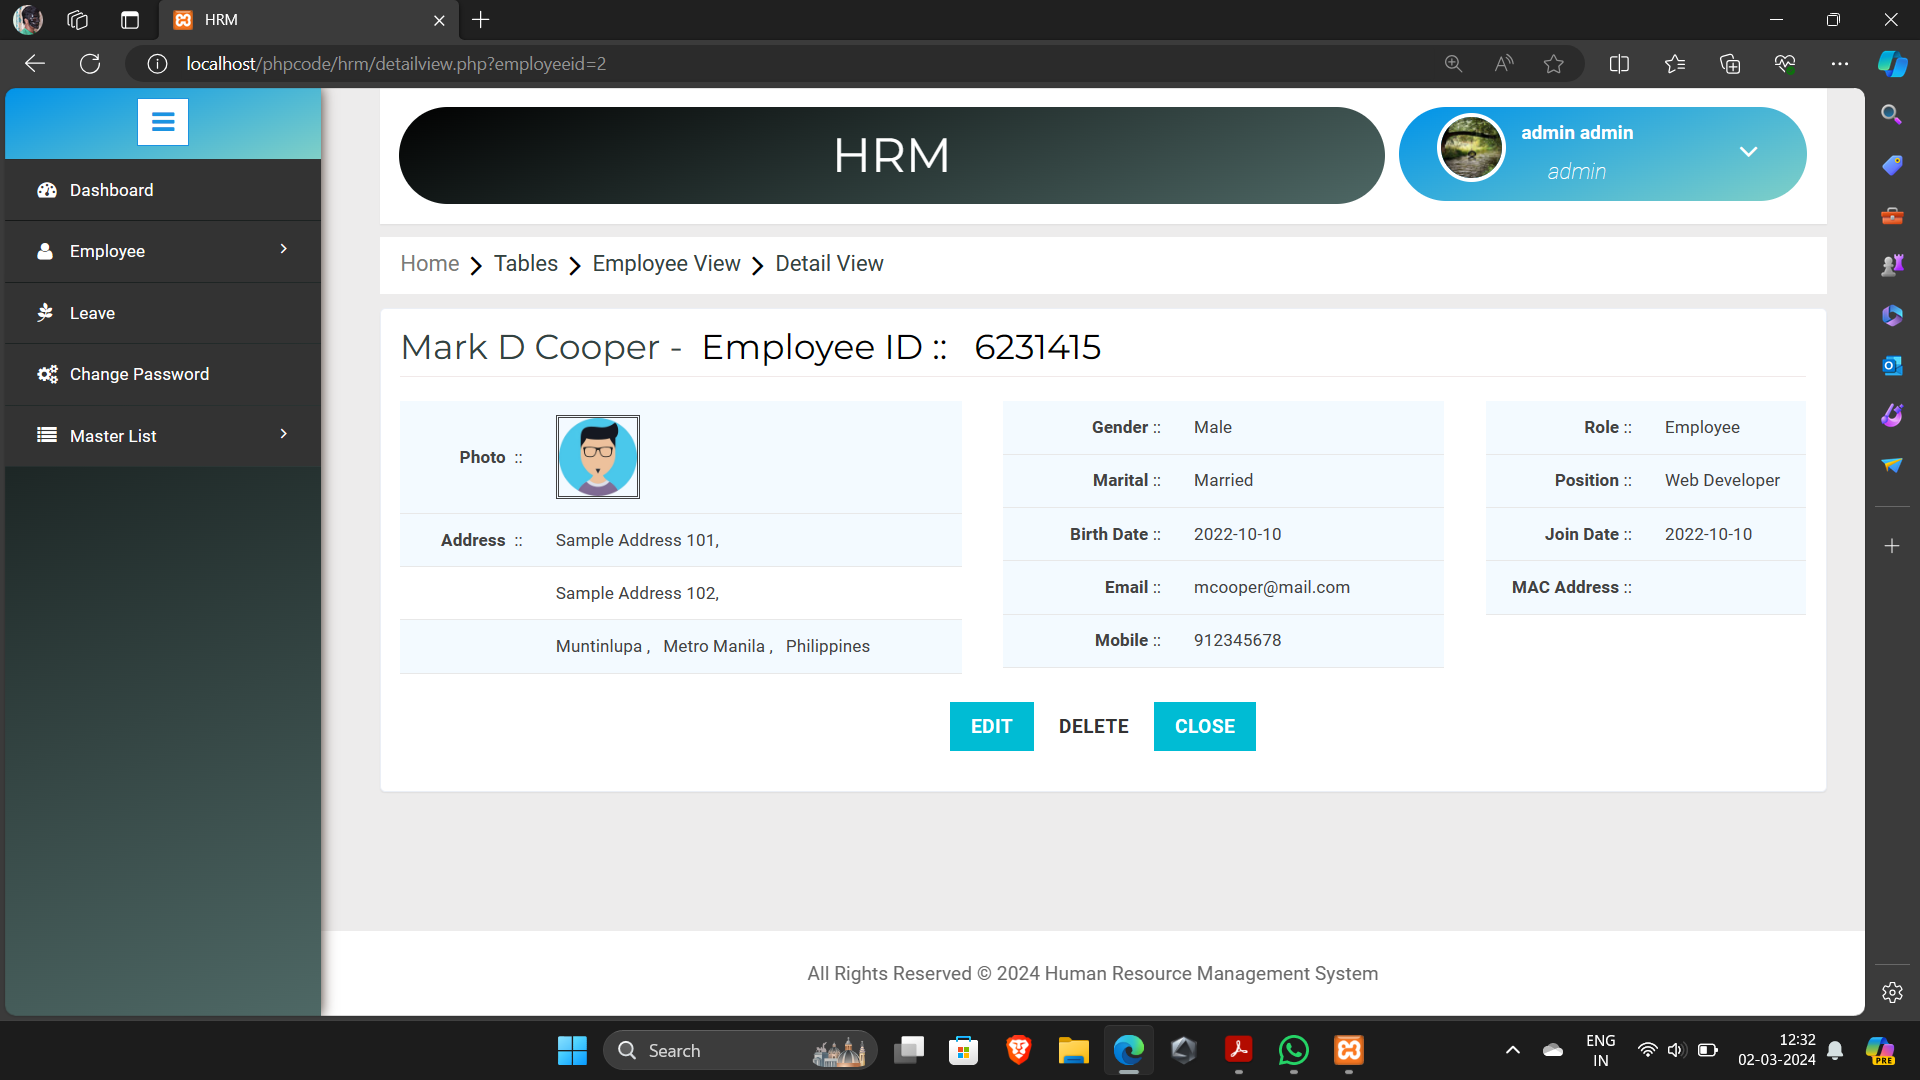 HRM
localhost/phpcode/hrm/detailview.php?employeeid=2
HRM
admin admin
admin
Dashboard
Employee
Leave
Change Password
Master List
Home > Tables > Employee View > Detail View
Mark D Cooper - Employee ID :: 6231415
Photo ::
Address :: Sample Address 101,
Sample Address 102,
Muntinlupa , Metro Manila , Philippines
Gender :: Male
Marital :: Married
Birth Date :: 2022-10-10
Email :: mcooper@mail.com
Mobile :: 912345678
Role :: Employee
Position :: Web Developer
Join Date :: 2022-10-10
MAC Address ::
EDIT DELETE CLOSE
All Rights Reserved © 2024 Human Resource Management System
Search
ENG
IN
12:32
02-03-2024
PRE